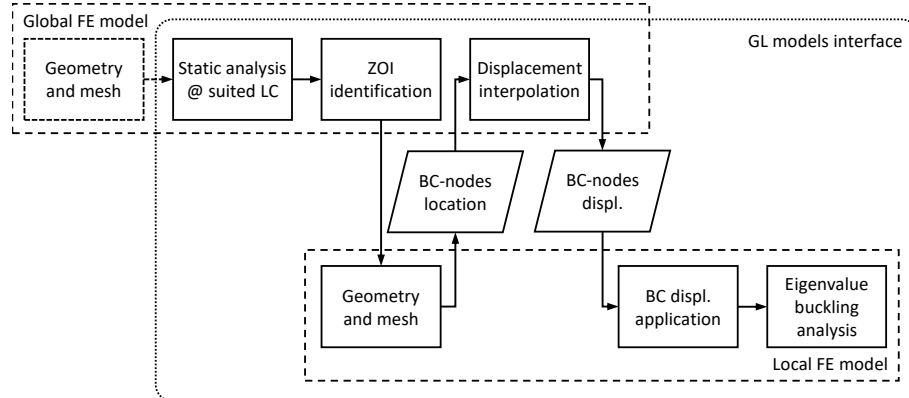 Global FE model
GL models interface
Geometry
and mesh
Static analysis
@ suited LC
ZOI
identification
Displacement
interpolation
BC-nodes
location
BC-nodes
displ.
Geometry
and mesh
BC displ.
application
Eigenvalue
buckling
analysis
Local FE model